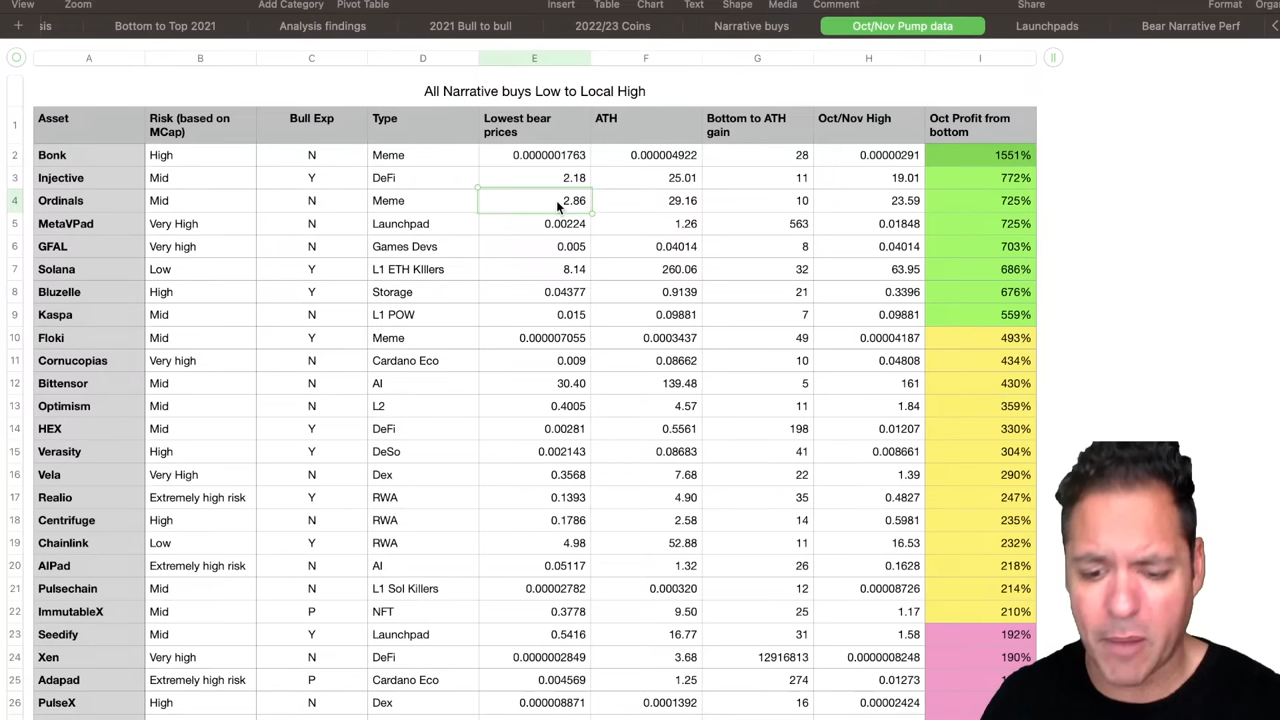 View Zoom Add Category Pivot Table Insert Table Chart Text Shape Media Comment Share Format
+ sis Bottom to Top 2021 Analysis findings 2021 Bull to bull 2022/23 Coins Narrative buys Oct/Nov Pump data Launchpads Bear Narrative Perf
A B C D E F G H I
All Narrative buys Low to Local High
1 Asset Risk (based on MCap) Bull Exp Type Lowest bear prices ATH Bottom to ATH gain Oct/Nov High Oct Profit from bottom
2 Bonk High N Meme 0.0000001763 0.000004922 28 0.00000291 1551%
3 Injective Mid Y DeFi 2.18 25.01 11 19.01 772%
4 Ordinals Mid N Meme 2.86 29.16 10 23.59 725%
5 MetaVPad Very High N Launchpad 0.00224 1.26 563 0.01848 725%
6 GFAL Very high N Games Devs 0.005 0.04014 8 0.04014 703%
7 Solana Low Y L1 ETH KIllers 8.14 260.06 32 63.95 686%
8 Bluzelle High Y Storage 0.04377 0.9139 21 0.3396 676%
9 Kaspa Mid N L1 POW 0.015 0.09881 7 0.09881 559%
10 Floki Mid Y Meme 0.000007055 0.0003437 49 0.00004187 493%
11 Cornucopias Very high N Cardano Eco 0.009 0.08662 10 0.04808 434%
12 Bittensor Mid N AI 30.40 139.48 5 161 430%
13 Optimism Mid N L2 0.4005 4.57 11 1.84 359%
14 HEX Mid Y DeFi 0.00281 0.5561 198 0.01207 330%
15 Verasity High Y DeSo 0.002143 0.08683 41 0.008661 304%
16 Vela Very High N Dex 0.3568 7.68 22 1.39 290%
17 Realio Extremely high risk Y RWA 0.1393 4.90 35 0.4827 247%
18 Centrifuge High N RWA 0.1786 2.58 14 0.5981 235%
19 Chainlink Low Y RWA 4.98 52.88 11 16.53 232%
20 AIPad Extremely high risk N AI 0.05117 1.32 26 0.1628 218%
21 Pulsechain Mid N L1 Sol Killers 0.00002782 0.000320 12 0.00008726 214%
22 ImmutableX Mid P NFT 0.3778 9.50 25 1.17 210%
23 Seedify Mid Y Launchpad 0.5416 16.77 31 1.58 192%
24 Xen Very high N DeFi 0.0000002849 3.68 12916813 0.0000008248 190%
25 Adapad Extremely high risk P Cardano Eco 0.004569 1.25 274 0.01273
26 PulseX High N Dex 0.000008871 0.0001392 16 0.00002424